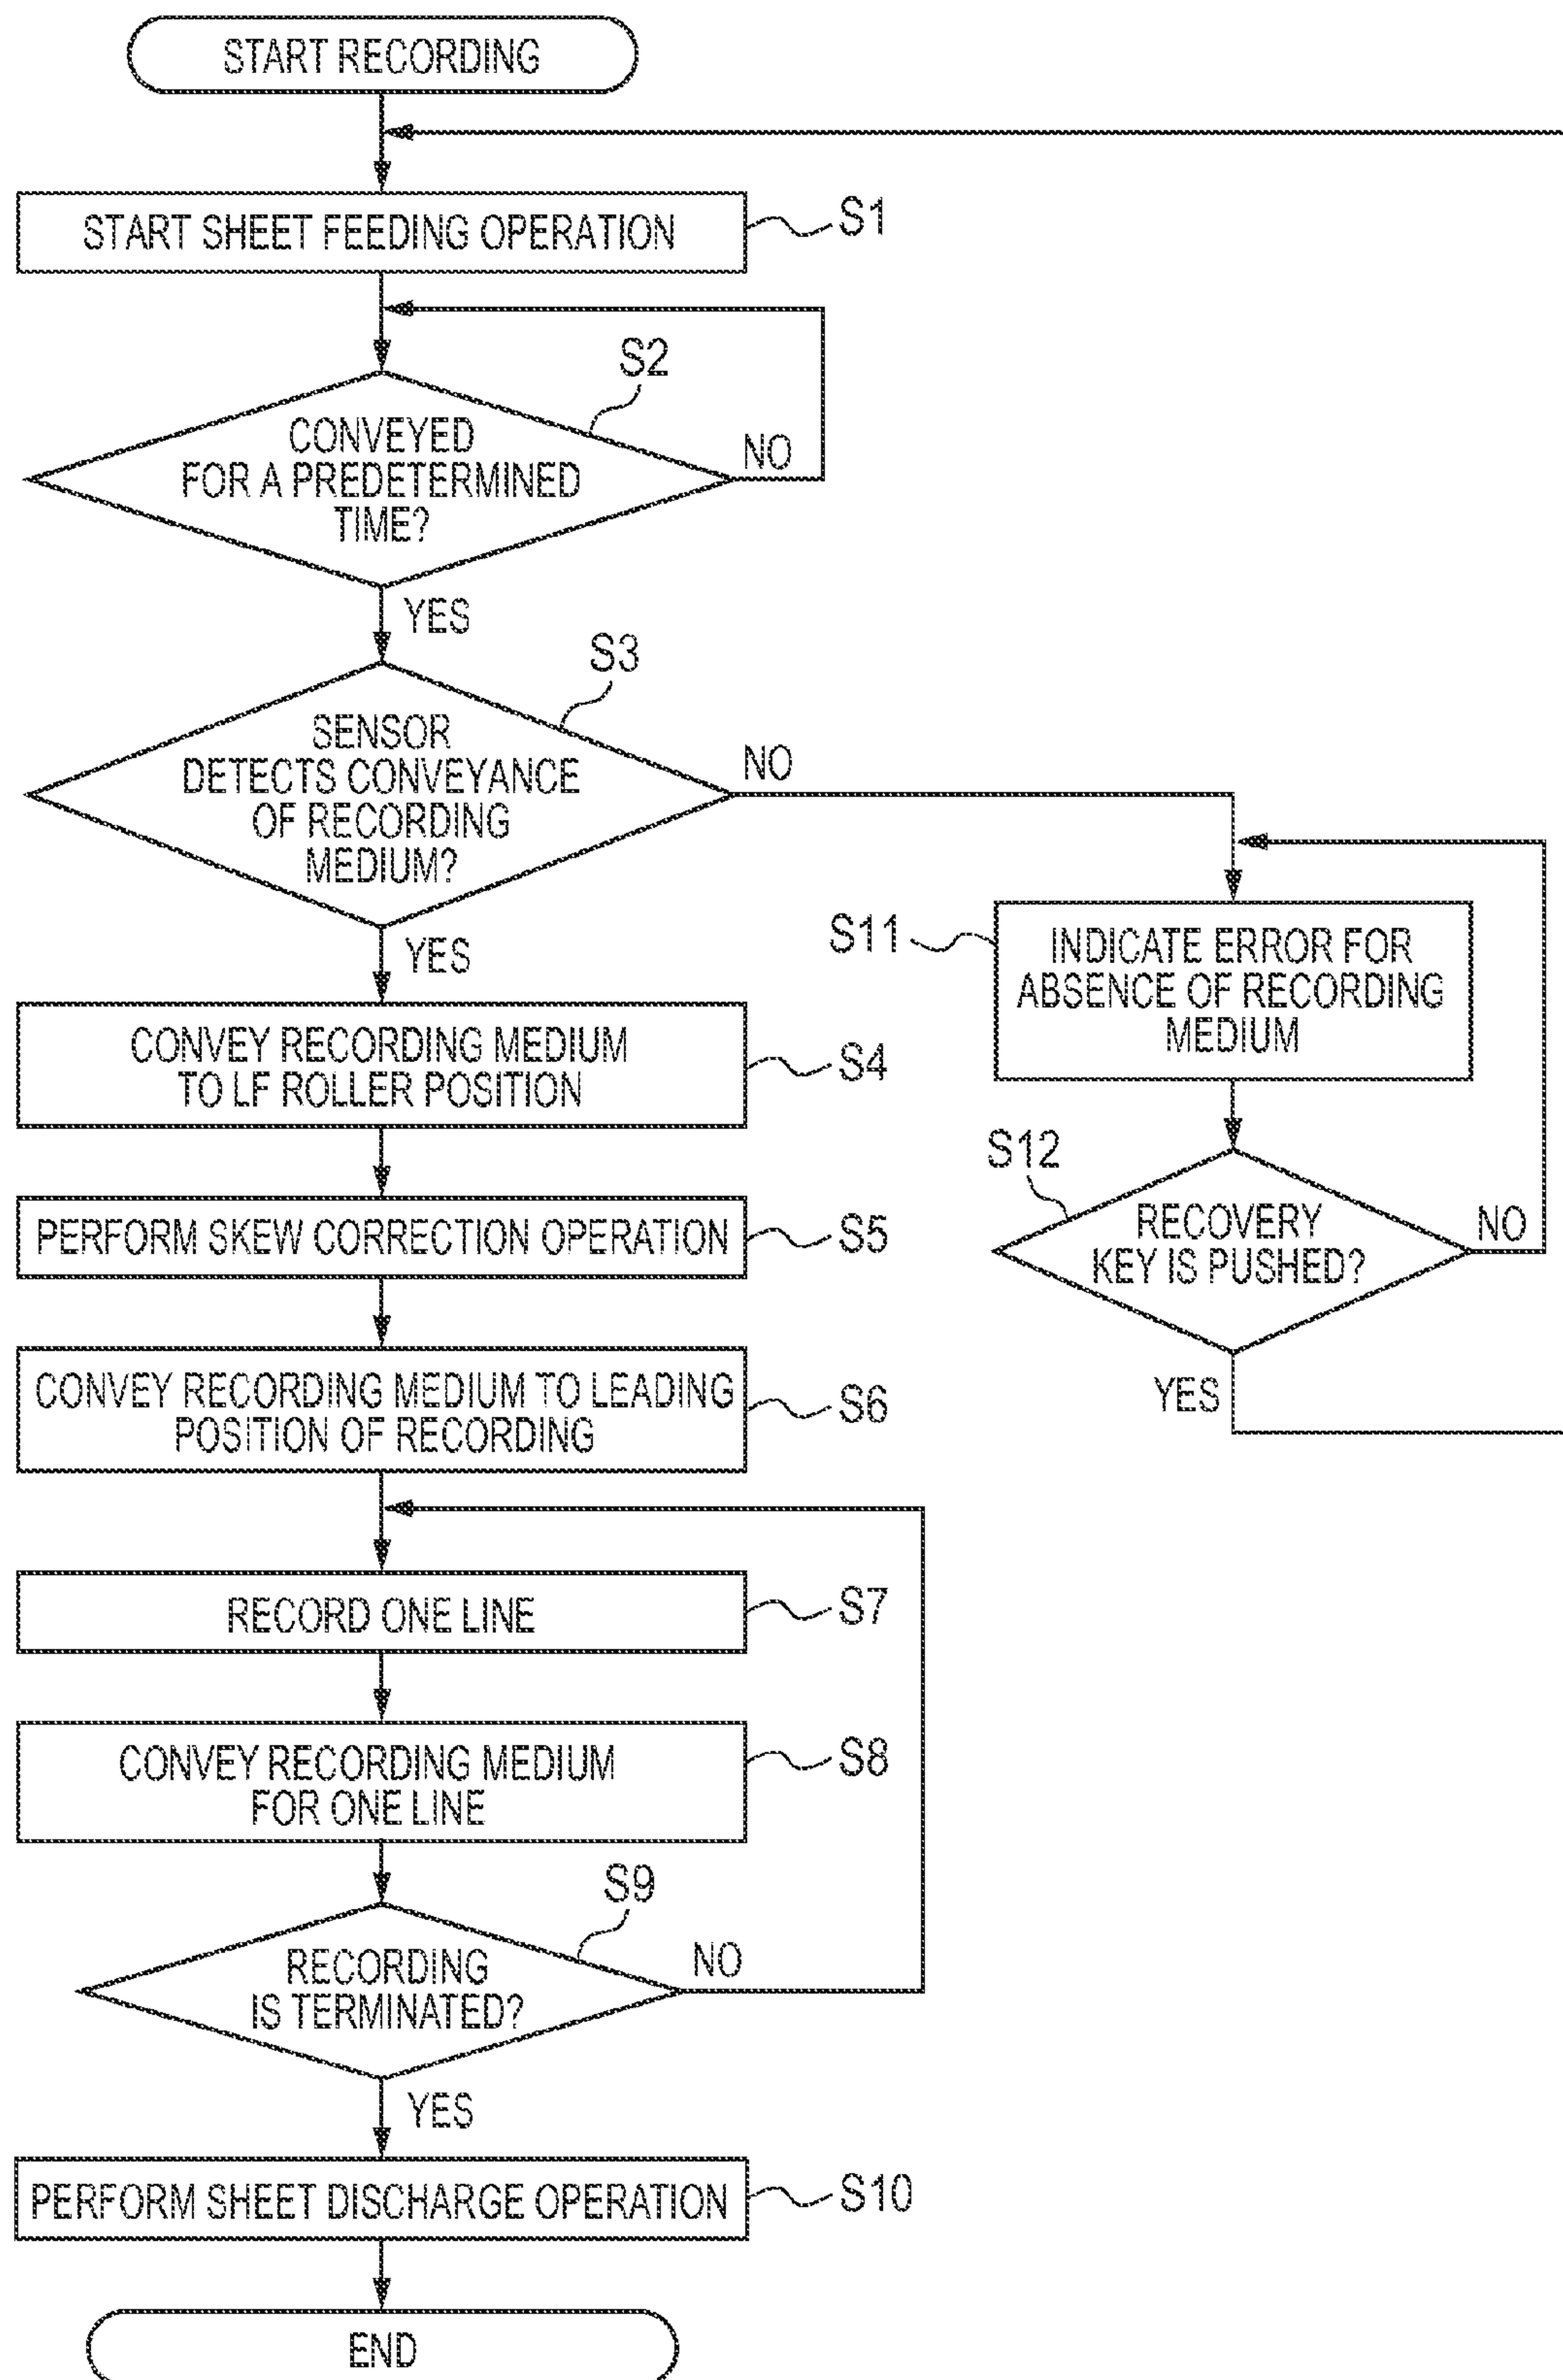 START RECORDING
START SHEET FEEDING OPERATION
S1
S2
CONVEYED
FOR A PREDETERMINED
TIME?
NO
YES
S3
SENSOR
DETECTS CONVEYANCE
OF RECORDING
MEDIUM?
NO
YES
S11
INDICATE ERROR FOR
ABSENCE OF RECORDING
MEDIUM
CONVEY RECORDING MEDIUM
TO LF ROLLER POSITION
S4
S12
RECOVERY
KEY IS PUSHED?
NO
YES
PERFORM SKEW CORRECTION OPERATION
S5
CONVEY RECORDING MEDIUM TO LEADING
POSITION OF RECORDING
S6
RECORD ONE LINE
S7
CONVEY RECORDING MEDIUM
FOR ONE LINE
S8
S9
RECORDING
IS TERMINATED?
NO
YES
PERFORM SHEET DISCHARGE OPERATION
S10
END